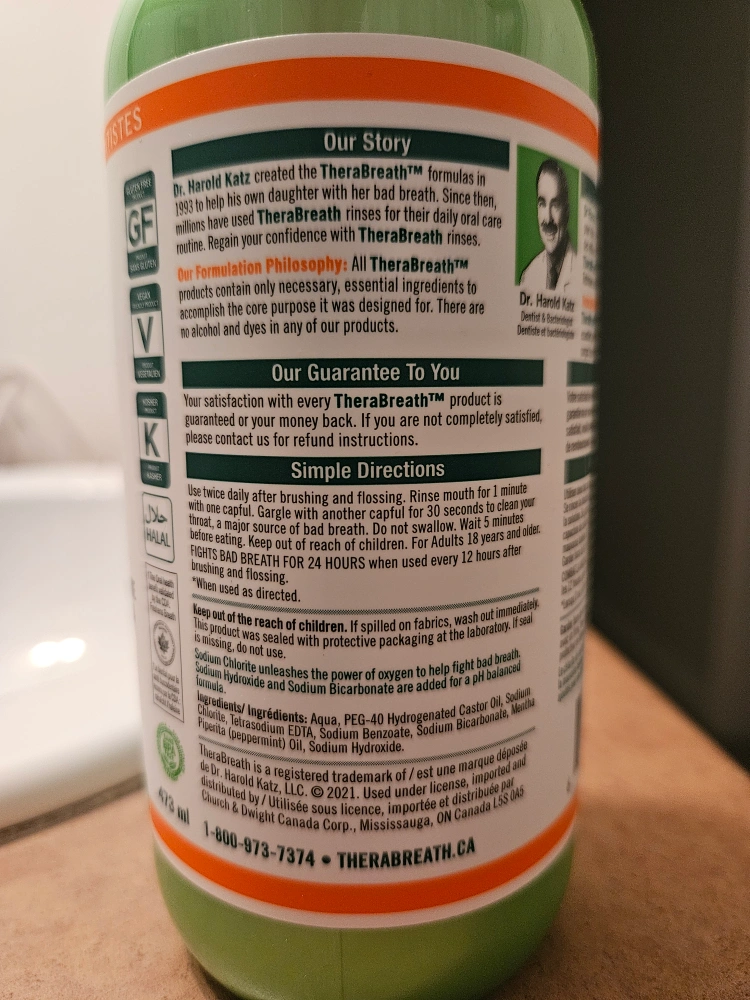 TISTES
Our Story
Dr. Harold Katz created the TheraBreath™ formulas in
1993 to help his own daughter with her bad breath. Since then,
millions have used TheraBreath rinses for their daily oral care
routine. Regain your confidence with TheraBreath rinses.
Our Formulation Philosophy: All TheraBreath™
products contain only necessary, essential ingredients to
accomplish the core purpose it was designed for. There are
no alcohol and dyes in any of our products.
Dr. Harold Katz
Dentist & Bacteriologist
Dentiste et bactériologiste
GLUTEN FREE
GF
SANS GLUTEN
VEGAN
V
KOSHER
K
حلال
HALAL
Our Guarantee To You
Your satisfaction with every TheraBreath™ product is
guaranteed or your money back. If you are not completely satisfied,
please contact us for refund instructions.
Simple Directions
Use twice daily after brushing and flossing. Rinse mouth for 1 minute
with one capful. Gargle with another capful for 30 seconds to clean your
throat, a major source of bad breath. Do not swallow. Wait 5 minutes
before eating. Keep out of reach of children. For Adults 18 years and older.
FIGHTS BAD BREATH FOR 24 HOURS when used every 12 hours after
brushing and flossing.
*When used as directed.
Keep out of the reach of children. If spilled on fabrics, wash out immediately.
This product was sealed with protective packaging at the laboratory. If seal
is missing, do not use.
Sodium Chlorite unleashes the power of oxygen to help fight bad breath.
Sodium Hydroxide and Sodium Bicarbonate are added for a pH balanced
formula.
Ingredients/ Ingrédients: Aqua, PEG-40 Hydrogenated Castor Oil, Sodium
Chlorite, Tetrasodium EDTA, Sodium Benzoate, Sodium Bicarbonate, Mentha
Piperita (peppermint) Oil, Sodium Hydroxide.
TheraBreath is a registered trademark of / est une marque déposée
de Dr. Harold Katz, LLC. © 2021. Used under license, imported and
distributed by / Utilisée sous licence, importée et distribuée par
Church & Dwight Canada Corp., Mississauga, ON Canada L5S 0A5
473 ml
1-800-973-7374 • THERABREATH.CA